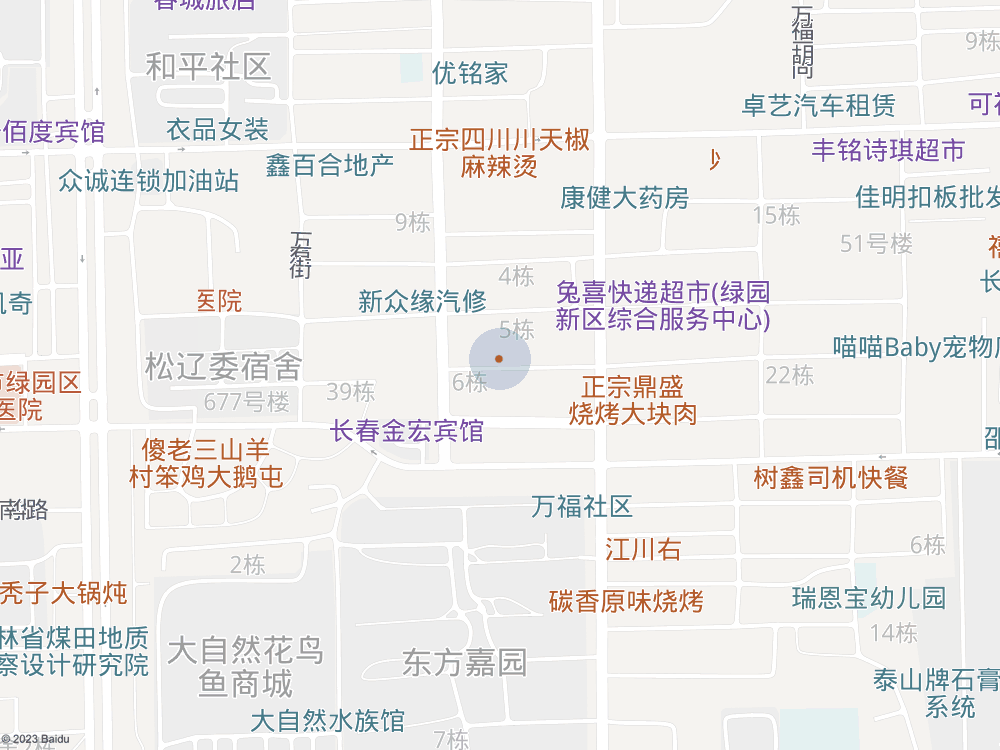 春城旅店
和平社区
优铭家
9栋
卓艺汽车租赁
佰度宾馆
衣品女装
正宗四川川天椒
麻辣烫
丰铭诗琪超市
鑫百合地产
众诚连锁加油站
康健大药房
佳明扣板批发
9栋
15栋
51号楼
亚
4栋
医院
新众缘汽修
兔喜快递超市(绿园
新区综合服务中心)
5栋
喵喵Baby宠物
松辽委宿舍
22栋
绿园区
医院
39栋
6栋
677号楼
正宗鼎盛
烧烤大块肉
长春金宏宾馆
傻老三山羊
村笨鸡大鹅屯
树鑫司机快餐
万福社区
南路
江川右
6栋
2栋
秃子大锅炖
碳香原味烧烤
瑞恩宝幼儿园
14栋
林省煤田地质
察设计研究院
大自然花鸟
鱼商城
东方嘉园
泰山牌石膏
系统
大自然水族馆
7栋
© 2023 Baidu